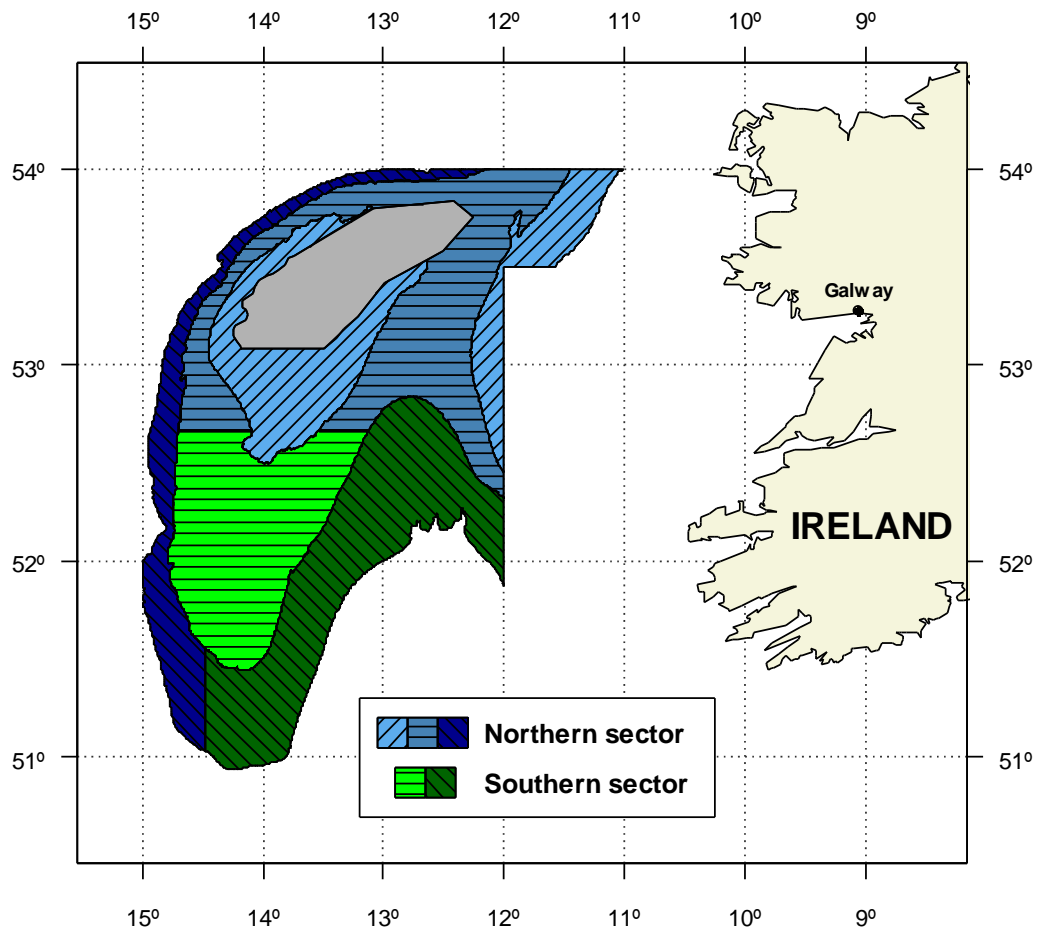 15º 14º 13º 12º 11º 10º 9º
54º 54º
Galway
53º 53º
IRELAND
52º 52º
Northern sector
51º 51º
Southern sector
15º 14º 13º 12º 11º 10º 9º